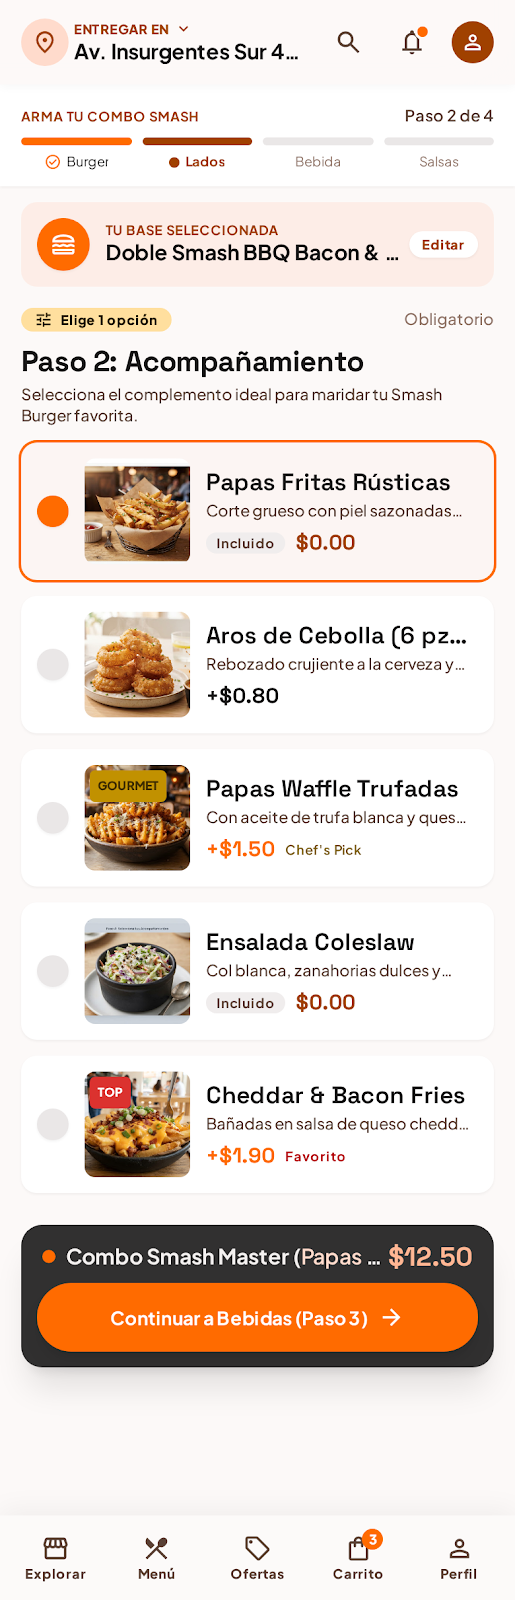 ENTREGAR EN
Av. Insurgentes Sur 4...
ARMA TU COMBO SMASH
Paso 2 de 4
Burger
Lados
Bebida
Salsas
TU BASE SELECCIONADA
Doble Smash BBQ Bacon & ...
Editar
Elige 1 opción
Obligatorio
Paso 2: Acompañamiento
Selecciona el complemento ideal para maridar tu Smash
Burger favorita.
Papas Fritas Rústicas
Corte grueso con piel sazonadas...
Incluido $0.00
Aros de Cebolla (6 pz...
Rebozado crujiente a la cerveza y...
+$0.80
GOURMET
Papas Waffle Trufadas
Con aceite de trufa blanca y ques...
+$1.50 Chef's Pick
Ensalada Coleslaw
Col blanca, zanahorias dulces y...
Incluido $0.00
TOP
Cheddar & Bacon Fries
Bañadas en salsa de queso chedd...
+$1.90 Favorito
Combo Smash Master (Papas ... $12.50
Continuar a Bebidas (Paso 3)
3
Explorar
Menú
Ofertas
Carrito
Perfil